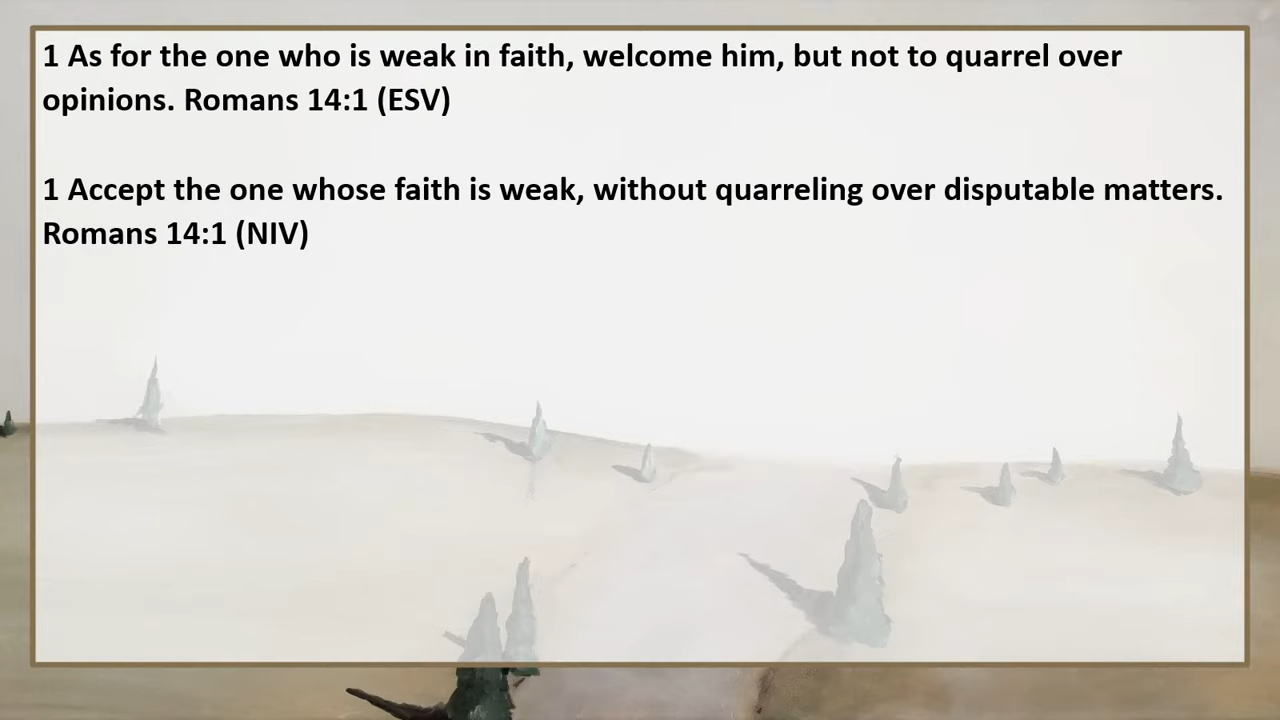 1 As for the one who is weak in faith, welcome him, but not to quarrel over
opinions. Romans 14:1 (ESV)
1 Accept the one whose faith is weak, without quarreling over disputable matters.
Romans 14:1 (NIV)